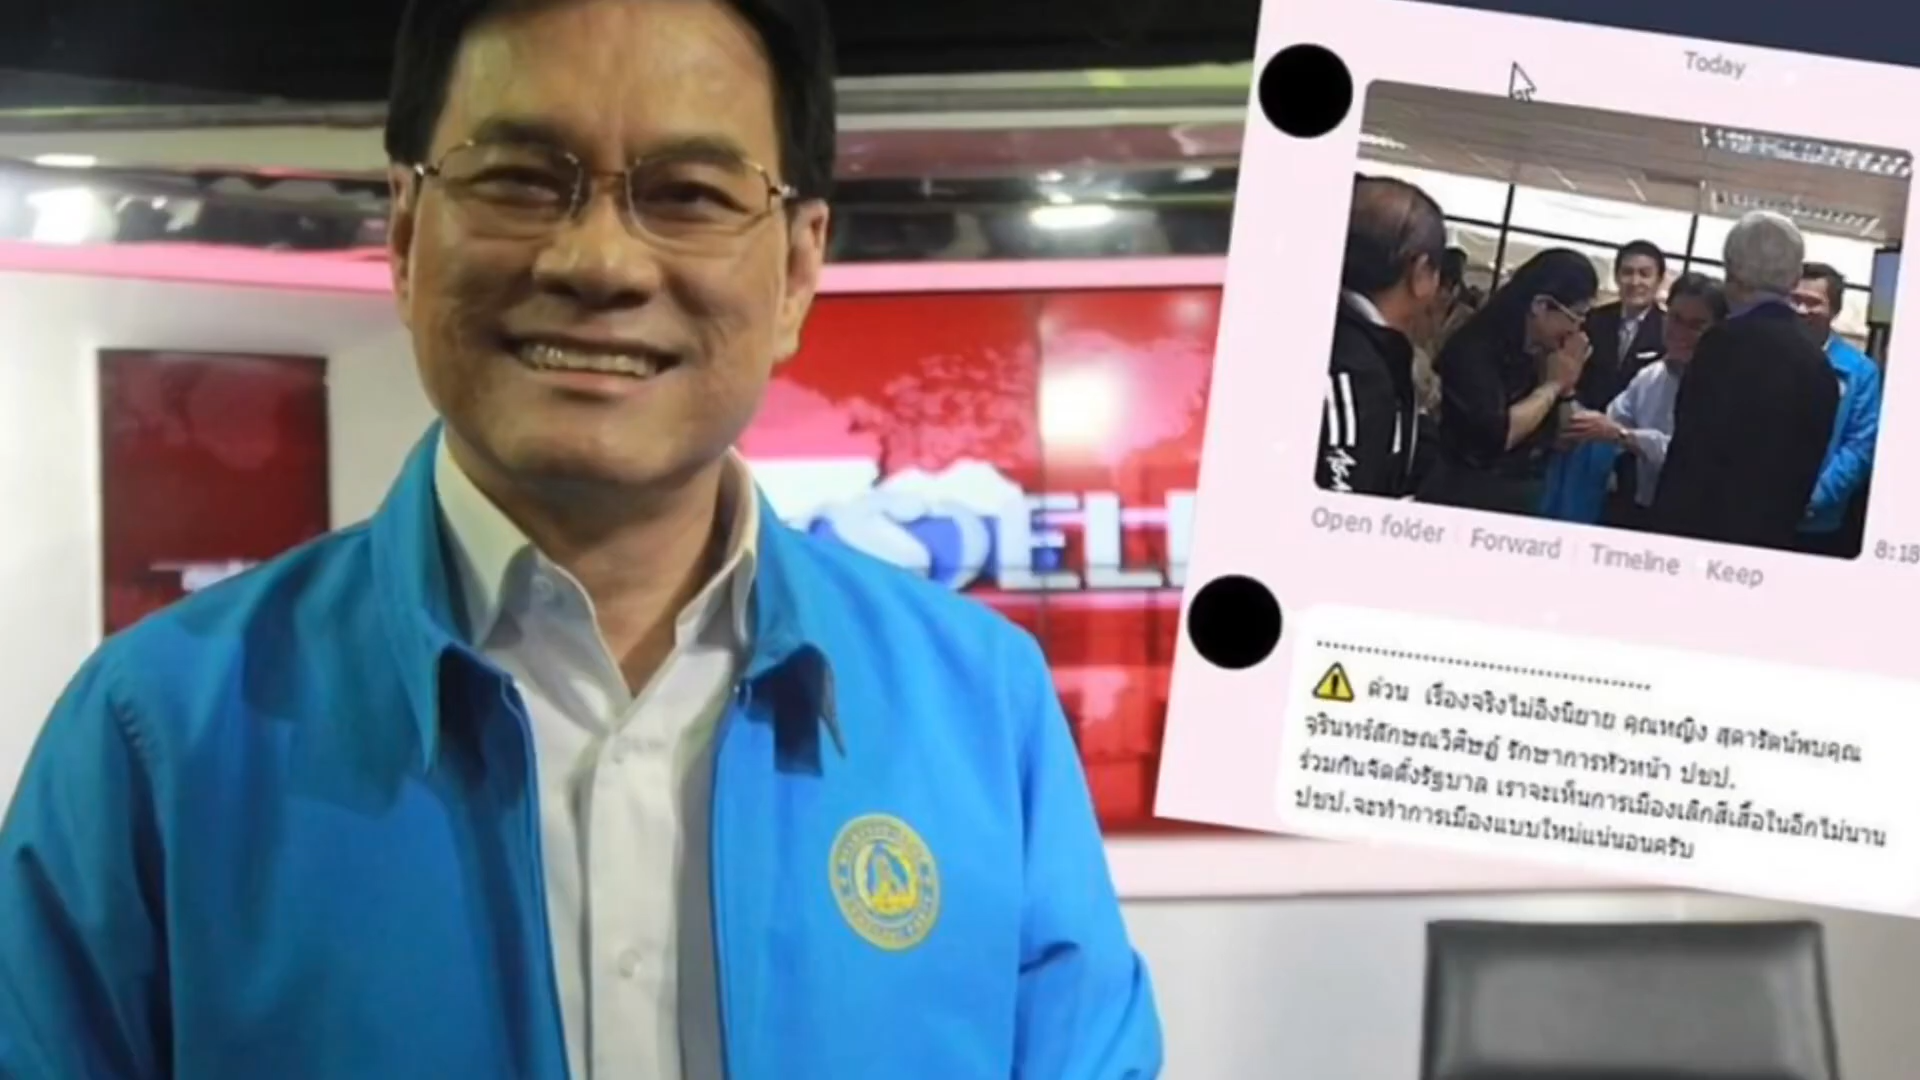 Today
Open folder Forward Timeline Keep
8:18
ด่วน เรื่องจริงไม่อิงนิยาย คุณหญิง สุดารัตน์พบคุณ
จุรินทร์ลักษณวิศิษฏ์ รักษาการหัวหน้า ปชป.
ร่วมกันจัดตั้งรัฐบาล เราจะเห็นการเมืองเลิกสีเสื้อในอีกไม่นาน
ปชป.จะทำการเมืองแบบใหม่แน่นอนครับ